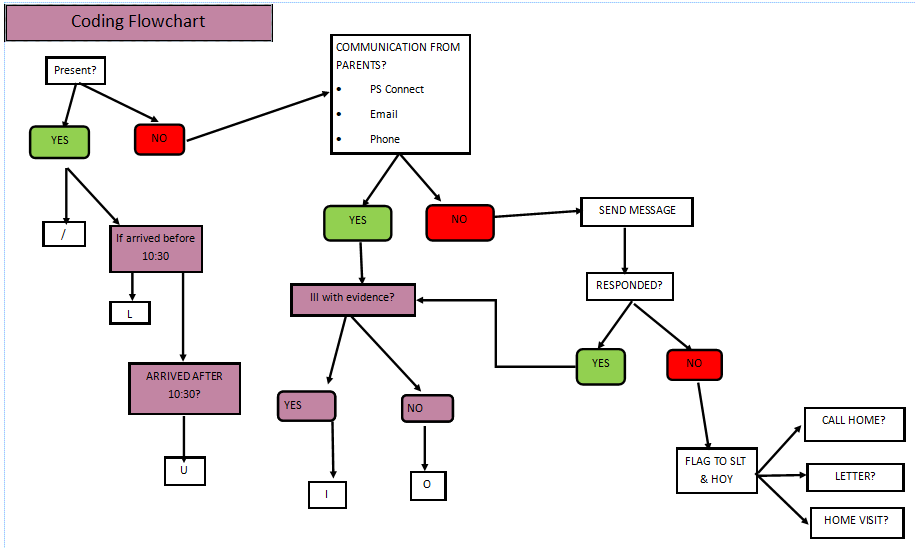 Coding Flowchart
Present?
YES
NO
COMMUNICATION FROM
PARENTS?
• PS Connect
• Email
• Phone
/
If arrived before
10:30
L
ARRIVED AFTER
10:30?
U
YES
NO
SEND MESSAGE
RESPONDED?
Ill with evidence?
YES
NO
YES
NO
I
O
FLAG TO SLT
& HOY
CALL HOME?
LETTER?
HOME VISIT?